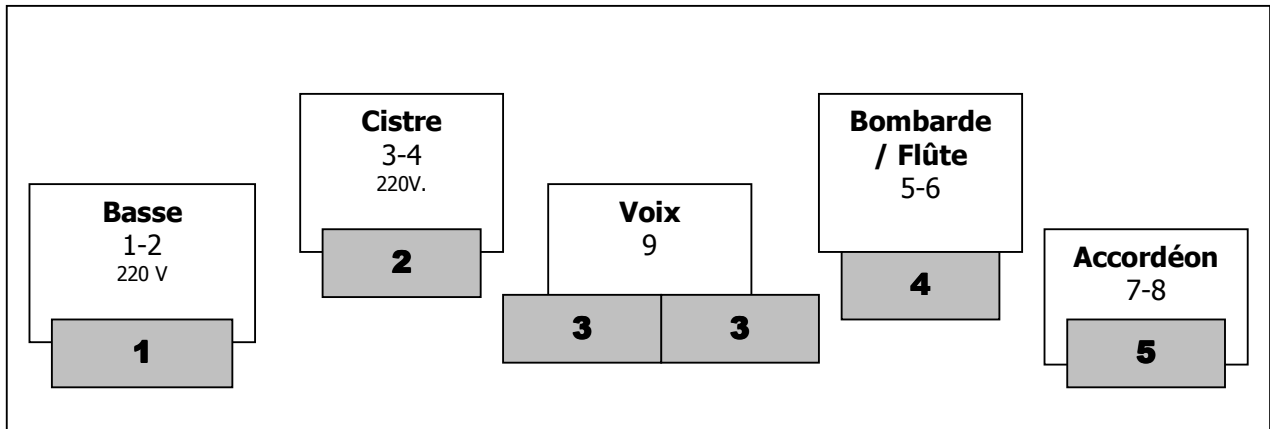 Basse
1-2
220 V
1
Cistre
3-4
220V.
2
Voix
9
3 3
Bombarde
/ Flûte
5-6
4
Accordéon
7-8
5